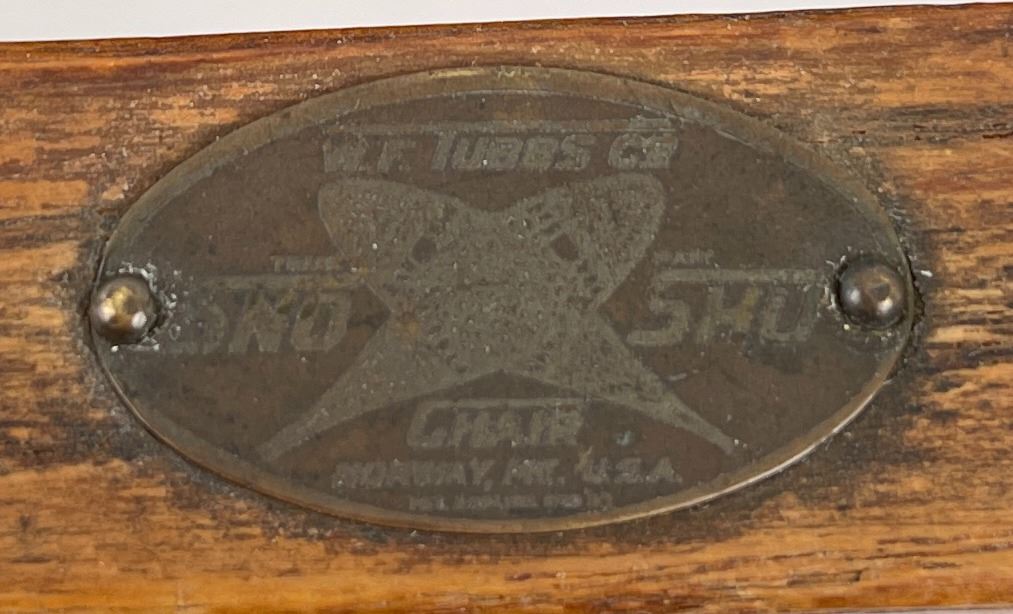 W.F. TUBBS CO
TRADE MARK
SNO SHU
CHAIR
NORWAY, ME. U.S.A.